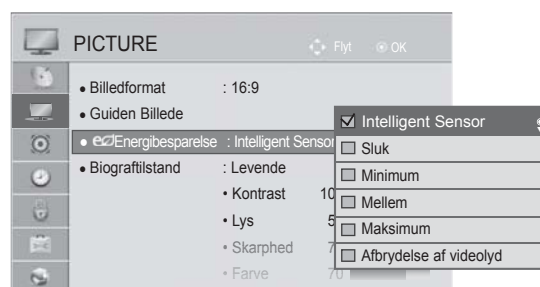 PICTURE
Flyt OK
• Billedformat : 16:9
• Guiden Billede
• eco Energibesparelse : Intelligent Sensor
• Biograftilstand : Levende
• Kontrast 10
• Lys 5
• Skarphed 7
• Farve 70
Intelligent Sensor
Sluk
Minimum
Mellem
Maksimum
Afbrydelse af videolyd